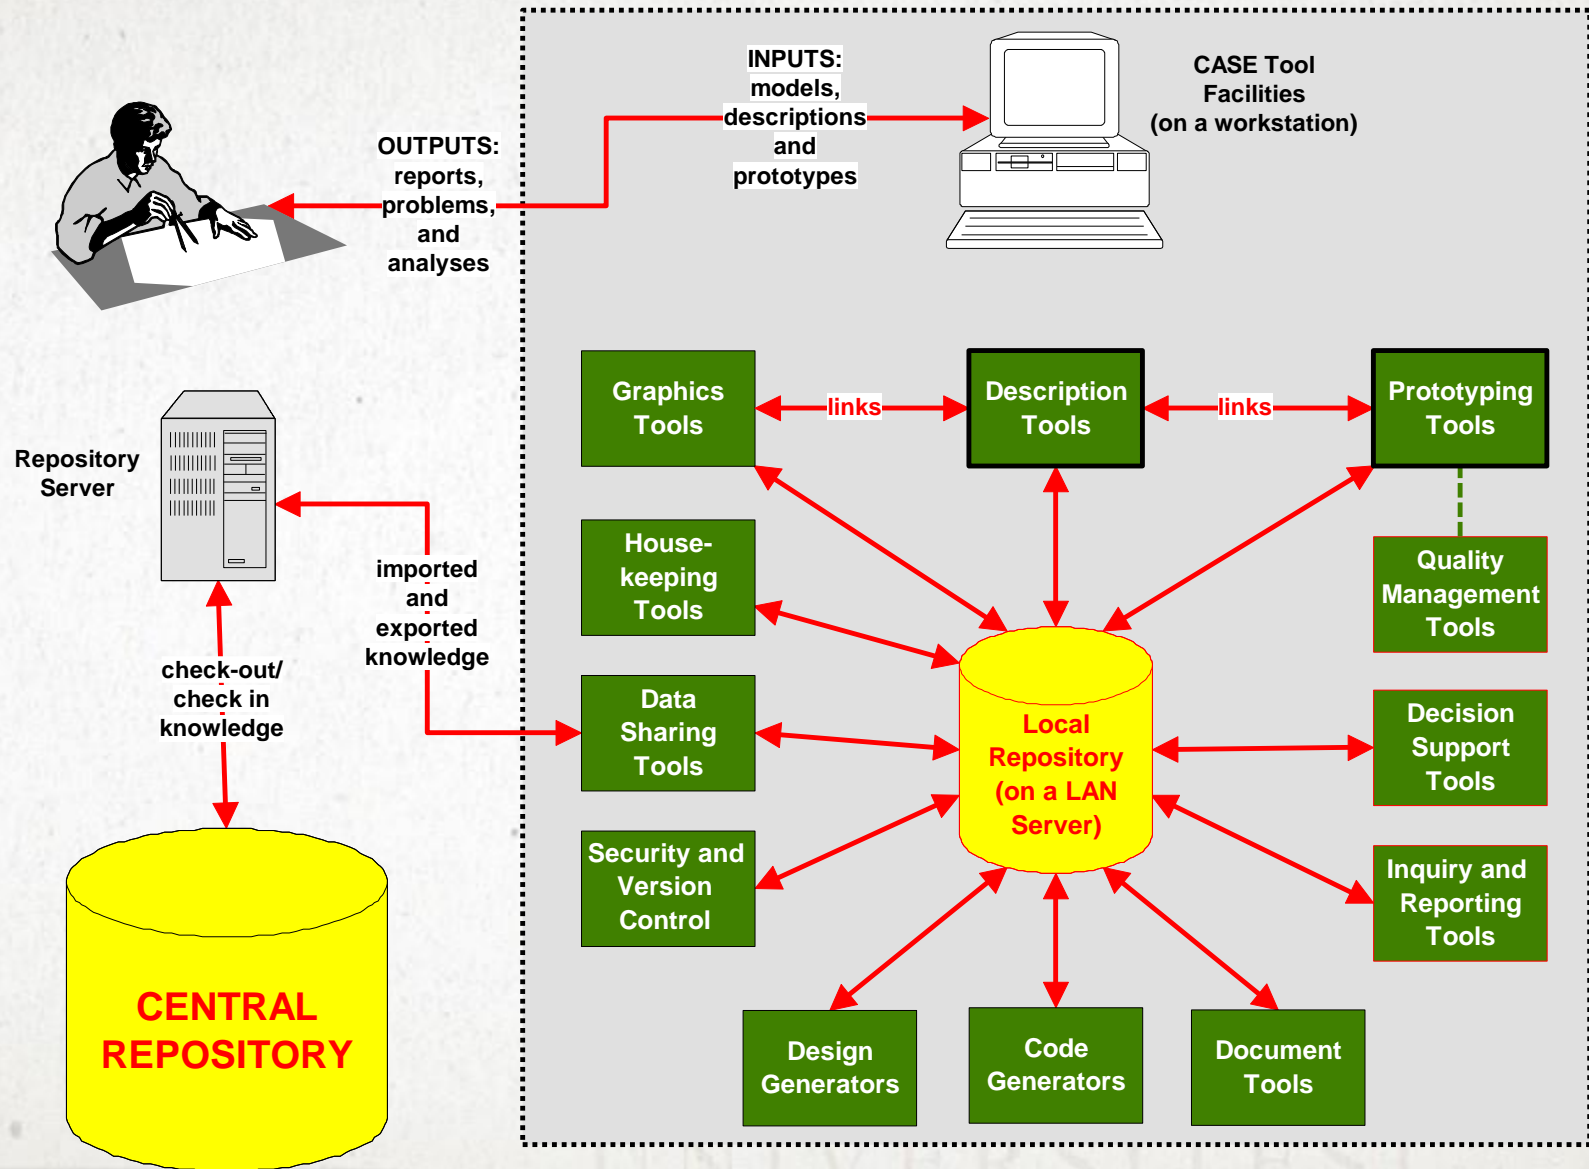 INPUTS:
models,
descriptions
and
prototypes
CASE Tool
Facilities
(on a workstation)
OUTPUTS:
reports,
problems,
and
analyses
Graphics
Tools
links
Description
Tools
links
Prototyping
Tools
Repository
Server
House-
keeping
Tools
imported
and
exported
knowledge
Quality
Management
Tools
check-out/
check in
knowledge
Data
Sharing
Tools
Local
Repository
(on a LAN
Server)
Decision
Support
Tools
Security and
Version
Control
Inquiry and
Reporting
Tools
CENTRAL
REPOSITORY
Design
Generators
Code
Generators
Document
Tools